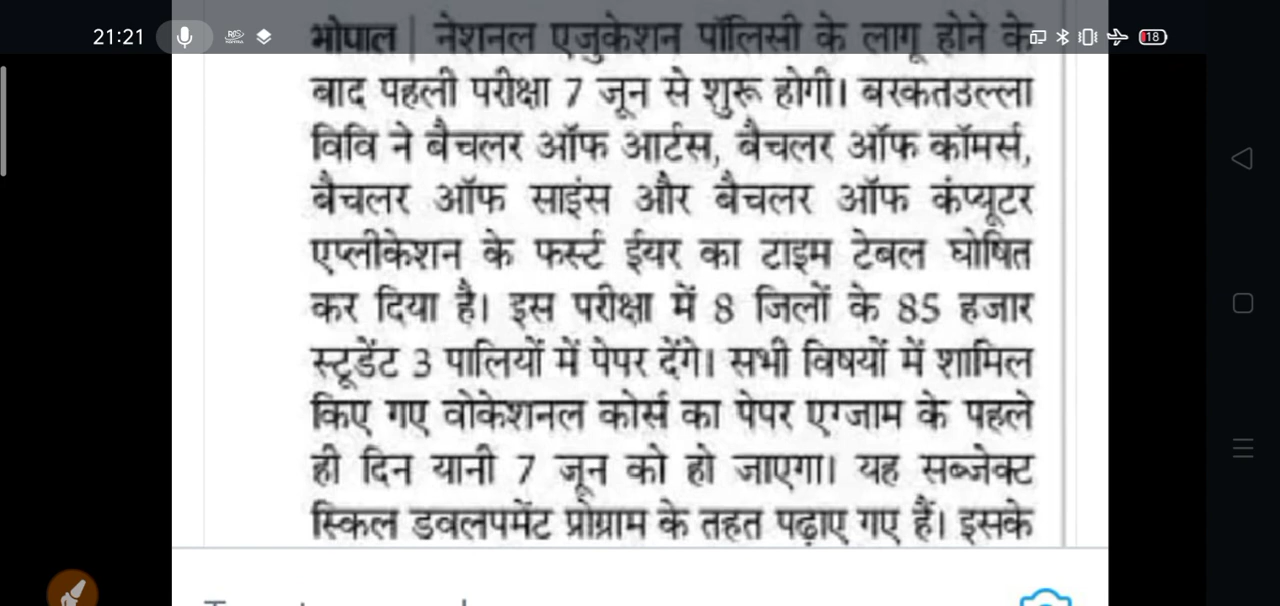 21:21
18
भोपाल | नेशनल एजुकेशन पॉलिसी के लागू होने के
बाद पहली परीक्षा 7 जून से शुरू होगी। बरकतउल्ला
विवि ने बैचलर ऑफ आर्टस, बैचलर ऑफ कॉमर्स,
बैचलर ऑफ साइंस और बैचलर ऑफ कंप्यूटर
एप्लीकेशन के फर्स्ट ईयर का टाइम टेबल घोषित
कर दिया है। इस परीक्षा में 8 जिलों के 85 हजार
स्टूडेंट 3 पालियों में पेपर देंगे। सभी विषयों में शामिल
किए गए वोकेशनल कोर्स का पेपर एग्जाम के पहले
ही दिन यानी 7 जून को हो जाएगा। यह सब्जेक्ट
स्किल डवलपमेंट प्रोग्राम के तहत पढ़ाए गए हैं। इसके